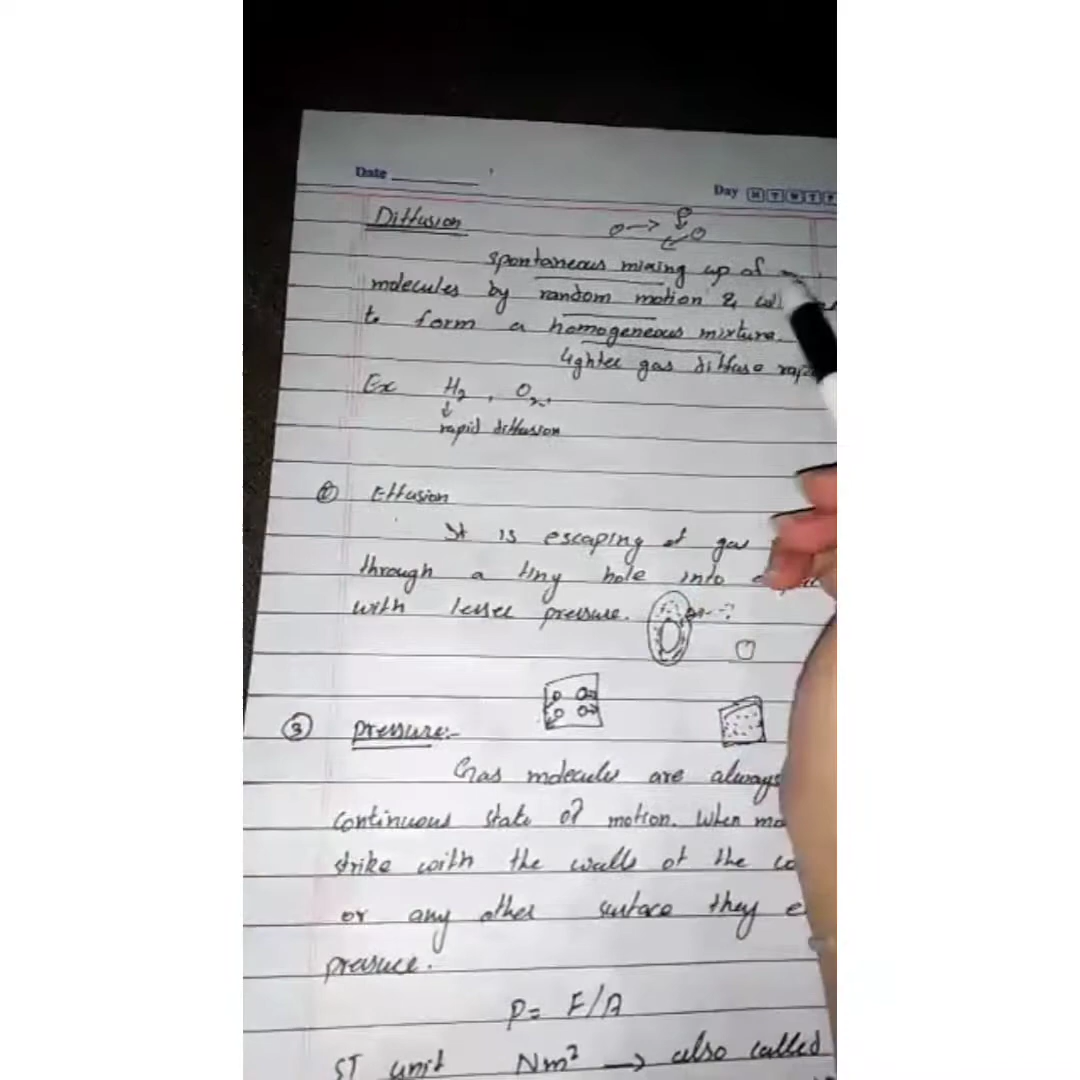 Date
Day M T W T F
Diffusion
spontaneous mixing up of
molecules by random motion &
to form a homogeneous mixture.
lighter gas diffuse
Ex H2 , O2,
rapid diffusion
② Effusion
It is escaping of gas
through a tiny hole into
with lesser pressure.
③ Pressure:-
Gas molecules are always
continuous state of motion. When
strike with the walls of the
or any other surface they
pressure.
P= F/A
SI unit Nm² → also called